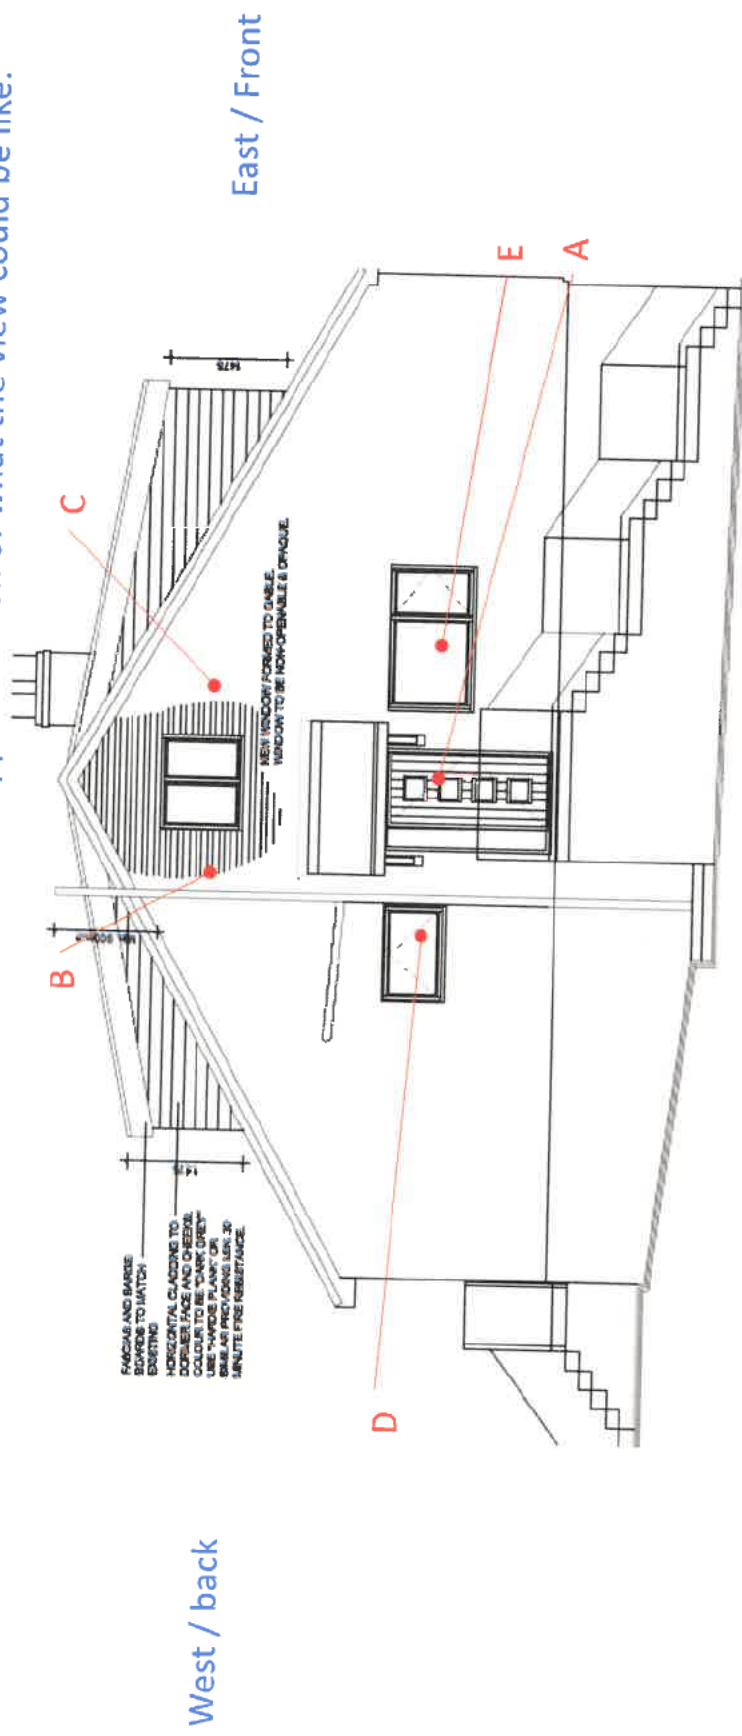 what the view could be like.
East / Front
West / back
C
B
E
A
D
1475
FASCIAS AND BARGE
BOARDS TO MATCH
EXISTING
HORIZONTAL CLADDING TO
DORMER FACE AND CHEEKS.
COLOUR TO BE "DARK GREY"
USE "HARDIE PLANK" OR
SIMILAR PROVIDING MIN. 30
MINUTE FIRE RESISTANCE.
NEW WINDOW FORMED TO GABLE.
WINDOW TO BE NON-OPENABLE & OPAQUE.